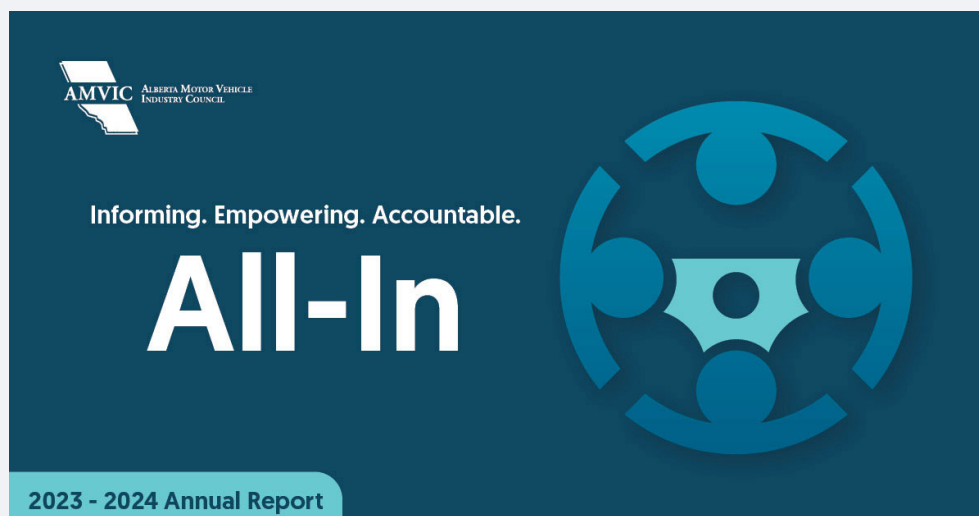 AMVIC
ALBERTA MOTOR VEHICLE
INDUSTRY COUNCIL
Informing. Empowering. Accountable.
All-In
2023 - 2024 Annual Report